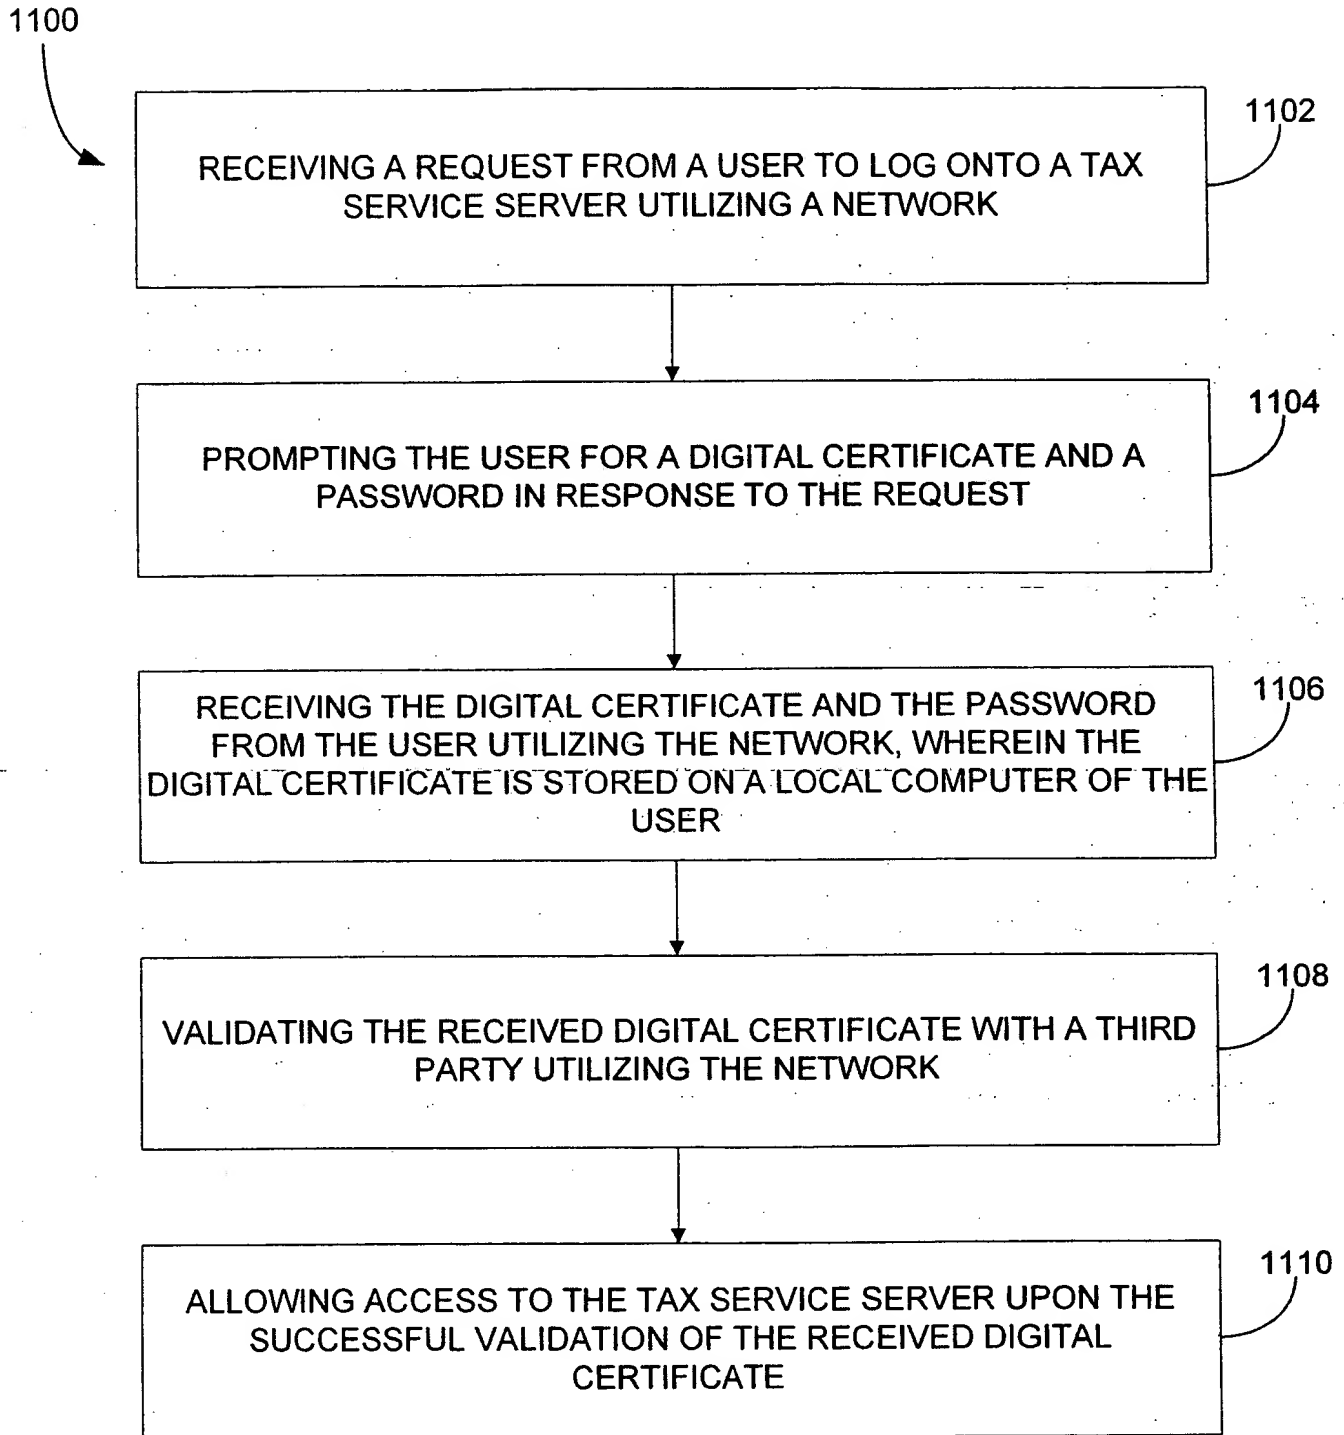 1100
1102
RECEIVING A REQUEST FROM A USER TO LOG ONTO A TAX
SERVICE SERVER UTILIZING A NETWORK
1104
PROMPTING THE USER FOR A DIGITAL CERTIFICATE AND A
PASSWORD IN RESPONSE TO THE REQUEST
1106
RECEIVING THE DIGITAL CERTIFICATE AND THE PASSWORD
FROM THE USER UTILIZING THE NETWORK, WHEREIN THE
DIGITAL CERTIFICATE IS STORED ON A LOCAL COMPUTER OF THE
USER
1108
VALIDATING THE RECEIVED DIGITAL CERTIFICATE WITH A THIRD
PARTY UTILIZING THE NETWORK
1110
ALLOWING ACCESS TO THE TAX SERVICE SERVER UPON THE
SUCCESSFUL VALIDATION OF THE RECEIVED DIGITAL
CERTIFICATE